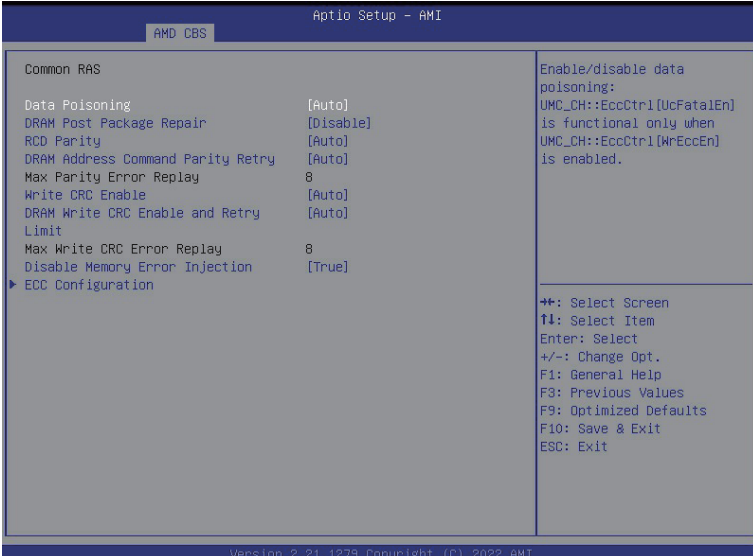 Aptio Setup – AMI
AMD CBS
Common RAS
Data Poisoning [Auto]
DRAM Post Package Repair [Disable]
RCD Parity [Auto]
DRAM Address Command Parity Retry [Auto]
Max Parity Error Replay 8
Write CRC Enable [Auto]
DRAM Write CRC Enable and Retry [Auto]
Limit
Max Write CRC Error Replay 8
Disable Memory Error Injection [True]
ECC Configuration
Enable/disable data
poisoning:
UMC_CH::EccCtrl[UcFatalEn]
is functional only when
UMC_CH::EccCtrl[WrEccEn]
is enabled.
→←: Select Screen
↑↓: Select Item
Enter: Select
+/-: Change Opt.
F1: General Help
F3: Previous Values
F9: Optimized Defaults
F10: Save & Exit
ESC: Exit
Version 2.21.1279 Copyright (C) 2022 AMI